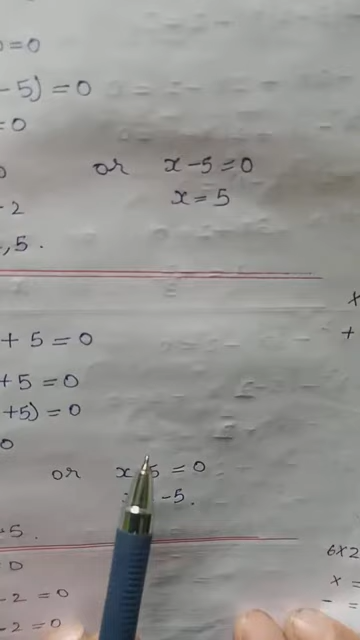 =0
-5) = 0
=0
or x-5=0
-2 x=5
,5.
x
+ 5 = 0 +
+5 = 0
+5) = 0
0
or x 5 = 0
-5.
+5.
=0 6x2
-2 = 0 x =
-2 = 0 - =